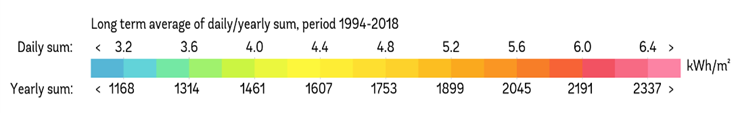 Long term average of daily/yearly sum, period 1994-2018
Daily sum: < 3.2 3.6 4.0 4.4 4.8 5.2 5.6 6.0 6.4 >
kWh/m²
Yearly sum: < 1168 1314 1461 1607 1753 1899 2045 2191 2337 >